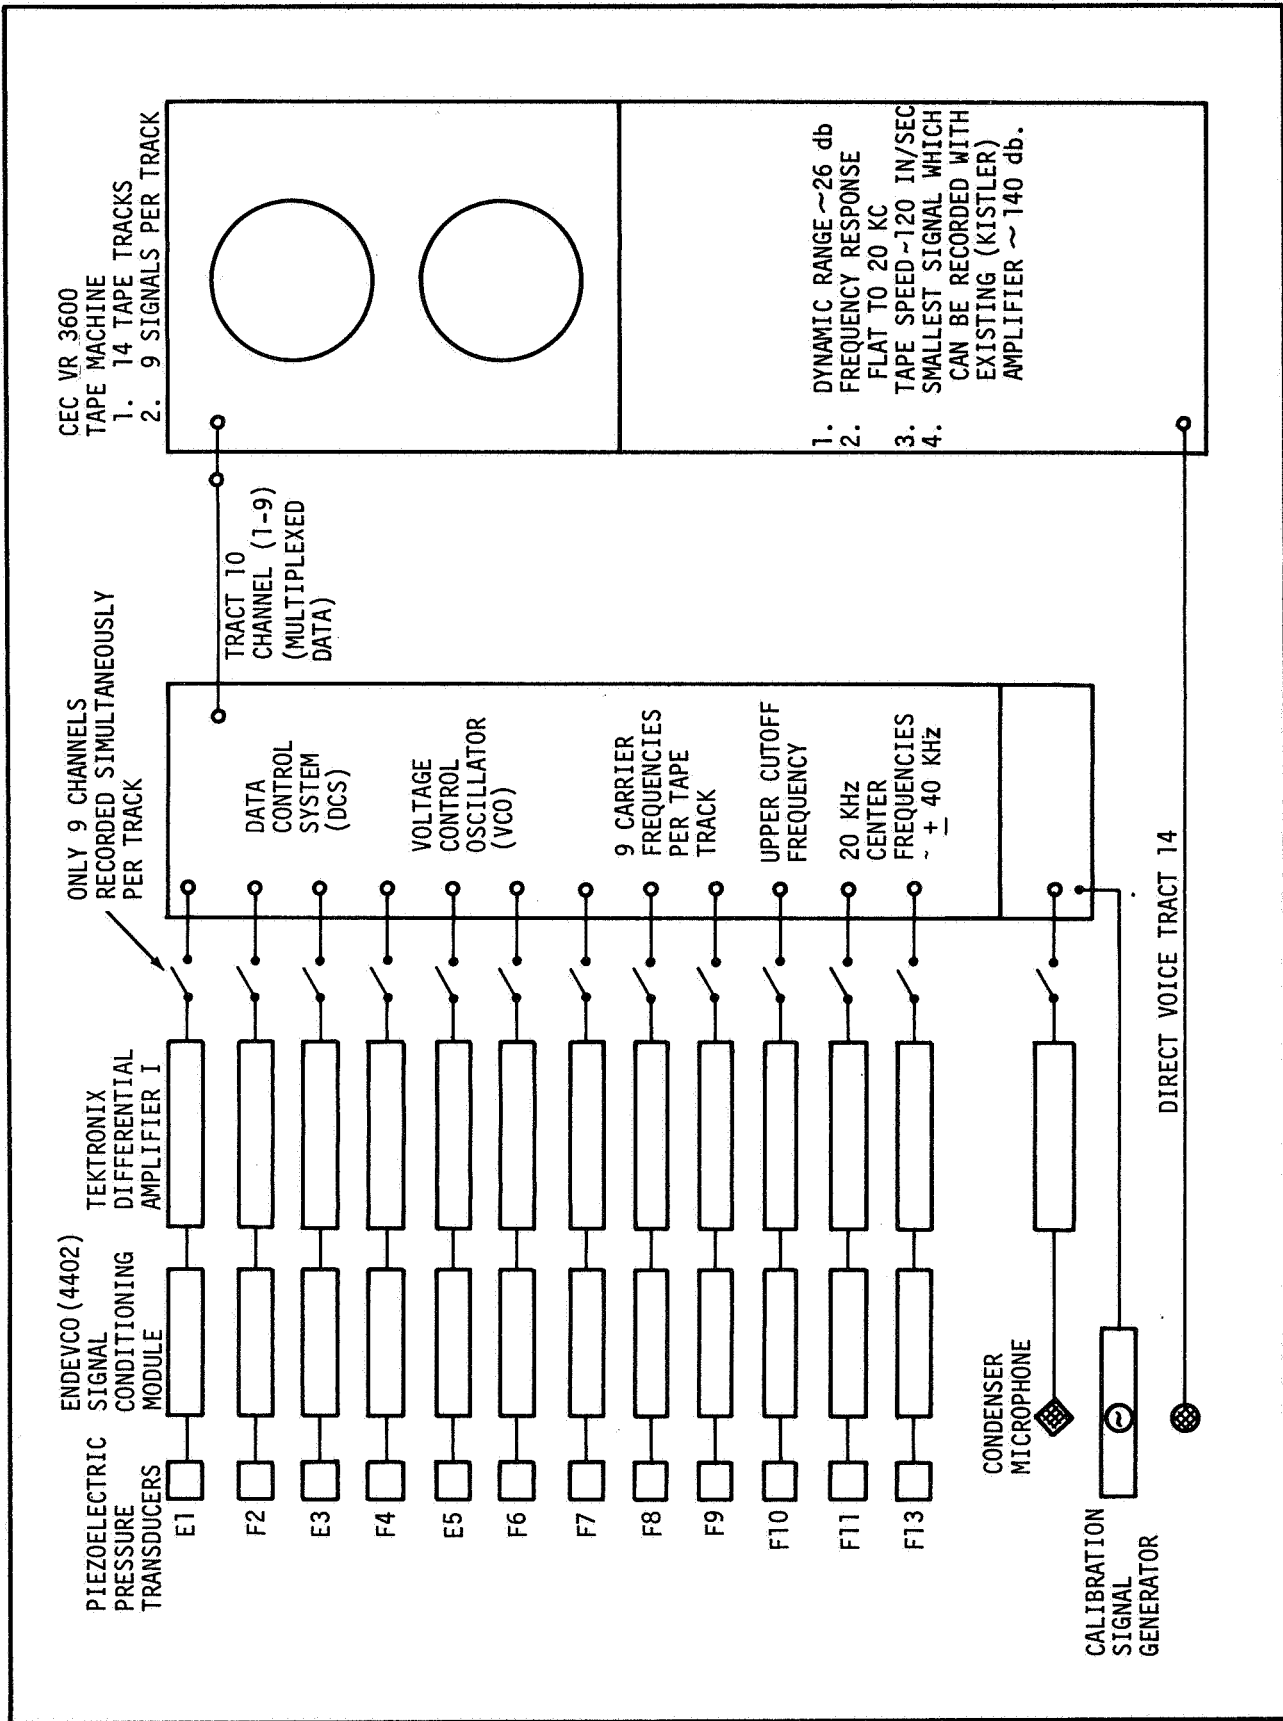 PIEZOELECTRIC
PRESSURE
TRANSDUCERS
ENDEVCO (4402)
SIGNAL
CONDITIONING
MODULE
TEKTRONIX
DIFFERENTIAL
AMPLIFIER I
ONLY 9 CHANNELS
RECORDED SIMULTANEOUSLY
PER TRACK
CEC VR 3600
TAPE MACHINE
1. 14 TAPE TRACKS
2. 9 SIGNALS PER TRACK
E1
F2
E3
F4
E5
F6
F7
F8
F9
F10
F11
F13
DATA
CONTROL
SYSTEM
(DCS)
VOLTAGE
CONTROL
OSCILLATOR
(VCO)
9 CARRIER
FREQUENCIES
PER TAPE
TRACK
UPPER CUTOFF
FREQUENCY
20 KHz
CENTER
FREQUENCIES
~ ± 40 KHz
TRACT 10
CHANNEL (1-9)
(MULTIPLEXED
DATA)
1. DYNAMIC RANGE ~26 db
2. FREQUENCY RESPONSE
FLAT TO 20 KC
3. TAPE SPEED ~120 IN/SEC
4. SMALLEST SIGNAL WHICH
CAN BE RECORDED WITH
EXISTING (KISTLER)
AMPLIFIER ~ 140 db.
CONDENSER
MICROPHONE
CALIBRATION
SIGNAL
GENERATOR
~
DIRECT VOICE TRACT 14